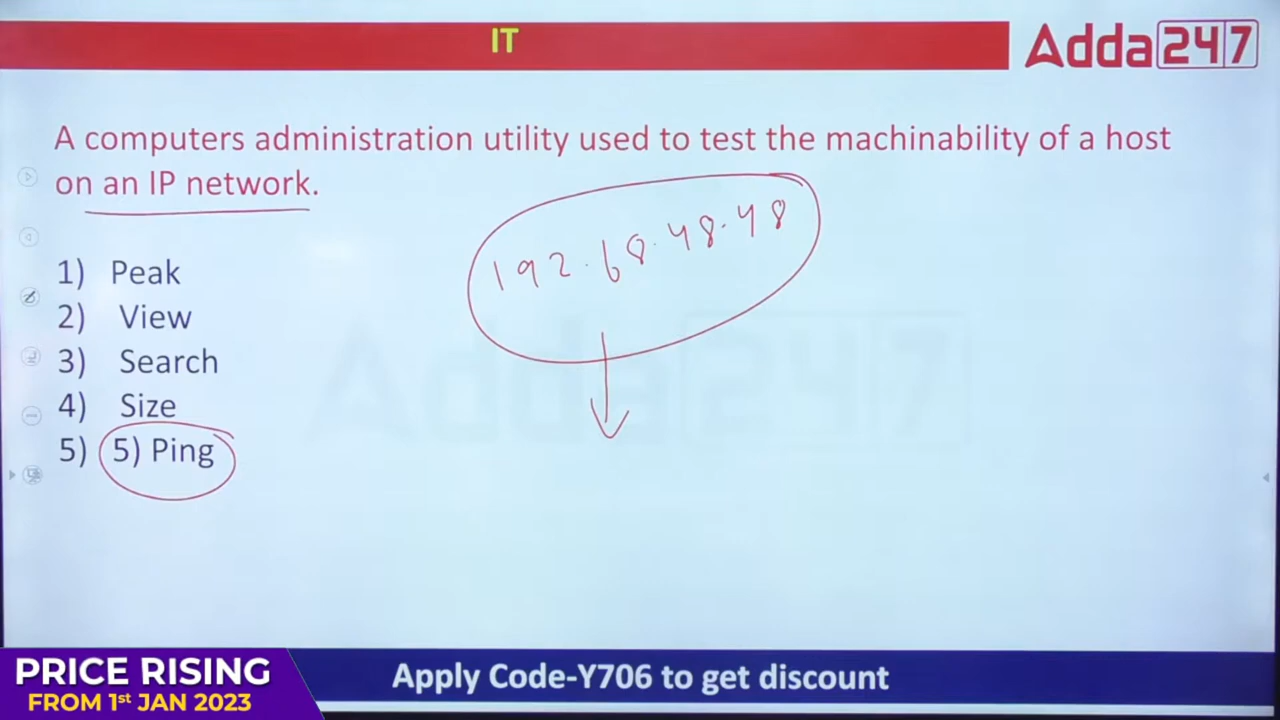 IT
Adda247
A computers administration utility used to test the machinability of a host
on an IP network.
192.68.48.48
1) Peak
2) View
3) Search
4) Size
5) 5) Ping
Adda247
PRICE RISING
FROM 1st JAN 2023
Apply Code-Y706 to get discount